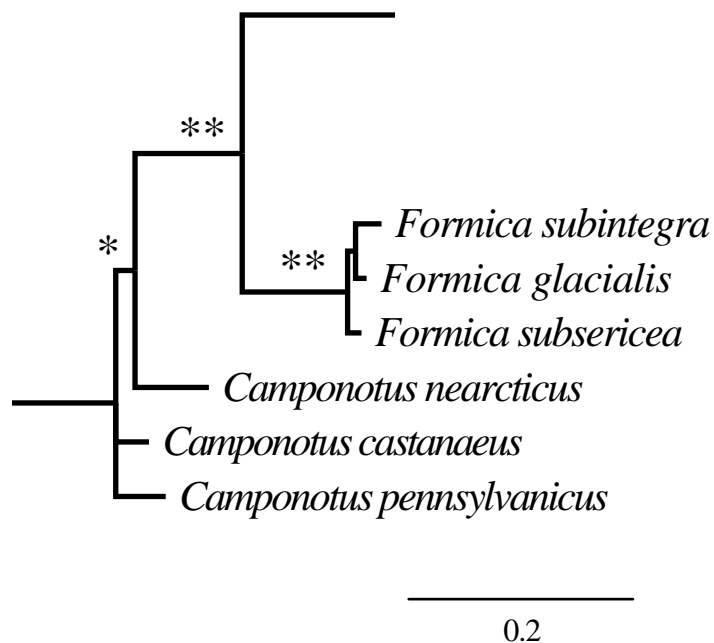 **
*
Formica subintegra
**
Formica glacialis
Formica subsericea
Camponotus nearcticus
Camponotus castanaeus
Camponotus pennsylvanicus
0.2